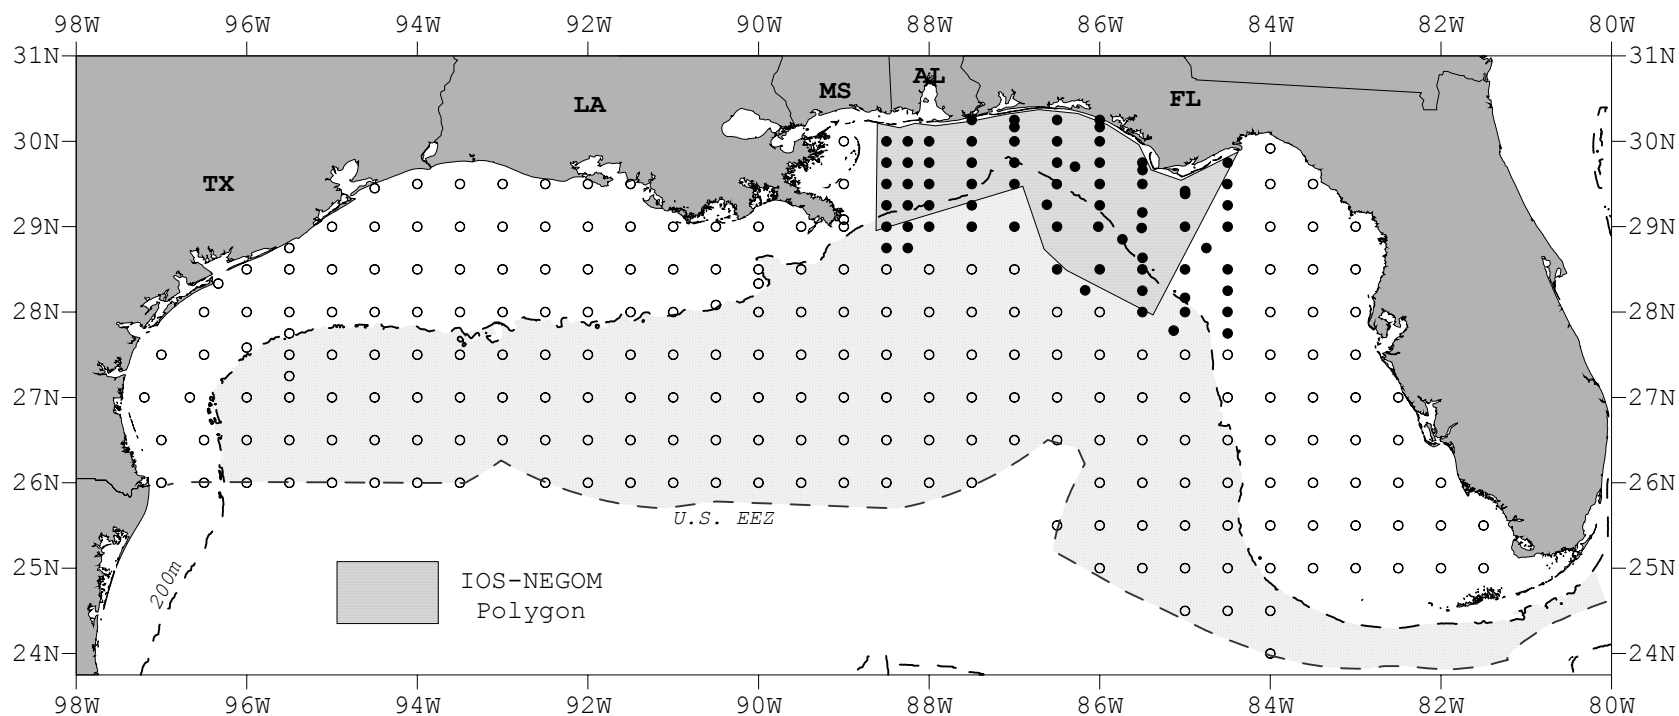 98W 96W 94W 92W 90W 88W 86W 84W 82W 80W
31N 31N
AL
MS FL
LA
30N 30N
TX
29N 29N
28N 28N
27N 27N
26N 26N
U.S. EEZ
200m
IOS-NEGOM
Polygon
25N 25N
24N 24N
98W 96W 94W 92W 90W 88W 86W 84W 82W 80W